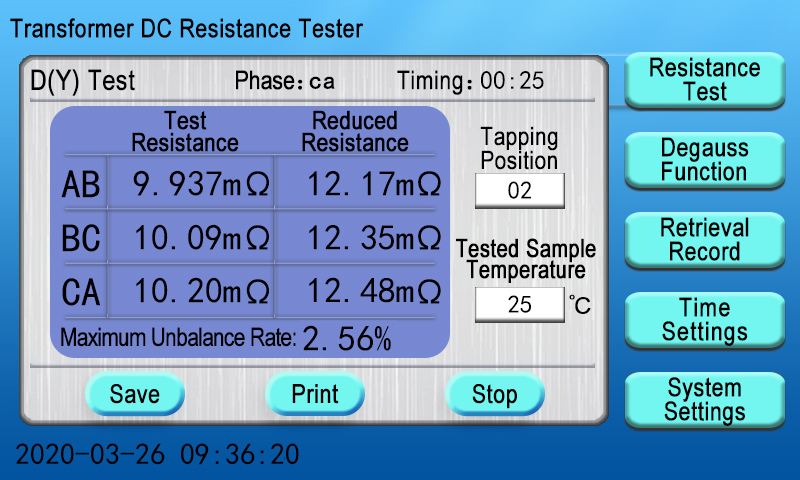 Transformer DC Resistance Tester
D(Y) Test Phase: ca Timing: 00:25
Test Resistance Reduced Resistance
AB 9.937mΩ 12.17mΩ
BC 10.09mΩ 12.35mΩ
CA 10.20mΩ 12.48mΩ
Maximum Unbalance Rate: 2.56%
Tapping
Position
02
Tested Sample
Temperature
25 ℃
Save Print Stop
Resistance
Test
Degauss
Function
Retrieval
Record
Time
Settings
System
Settings
2020-03-26 09:36:20